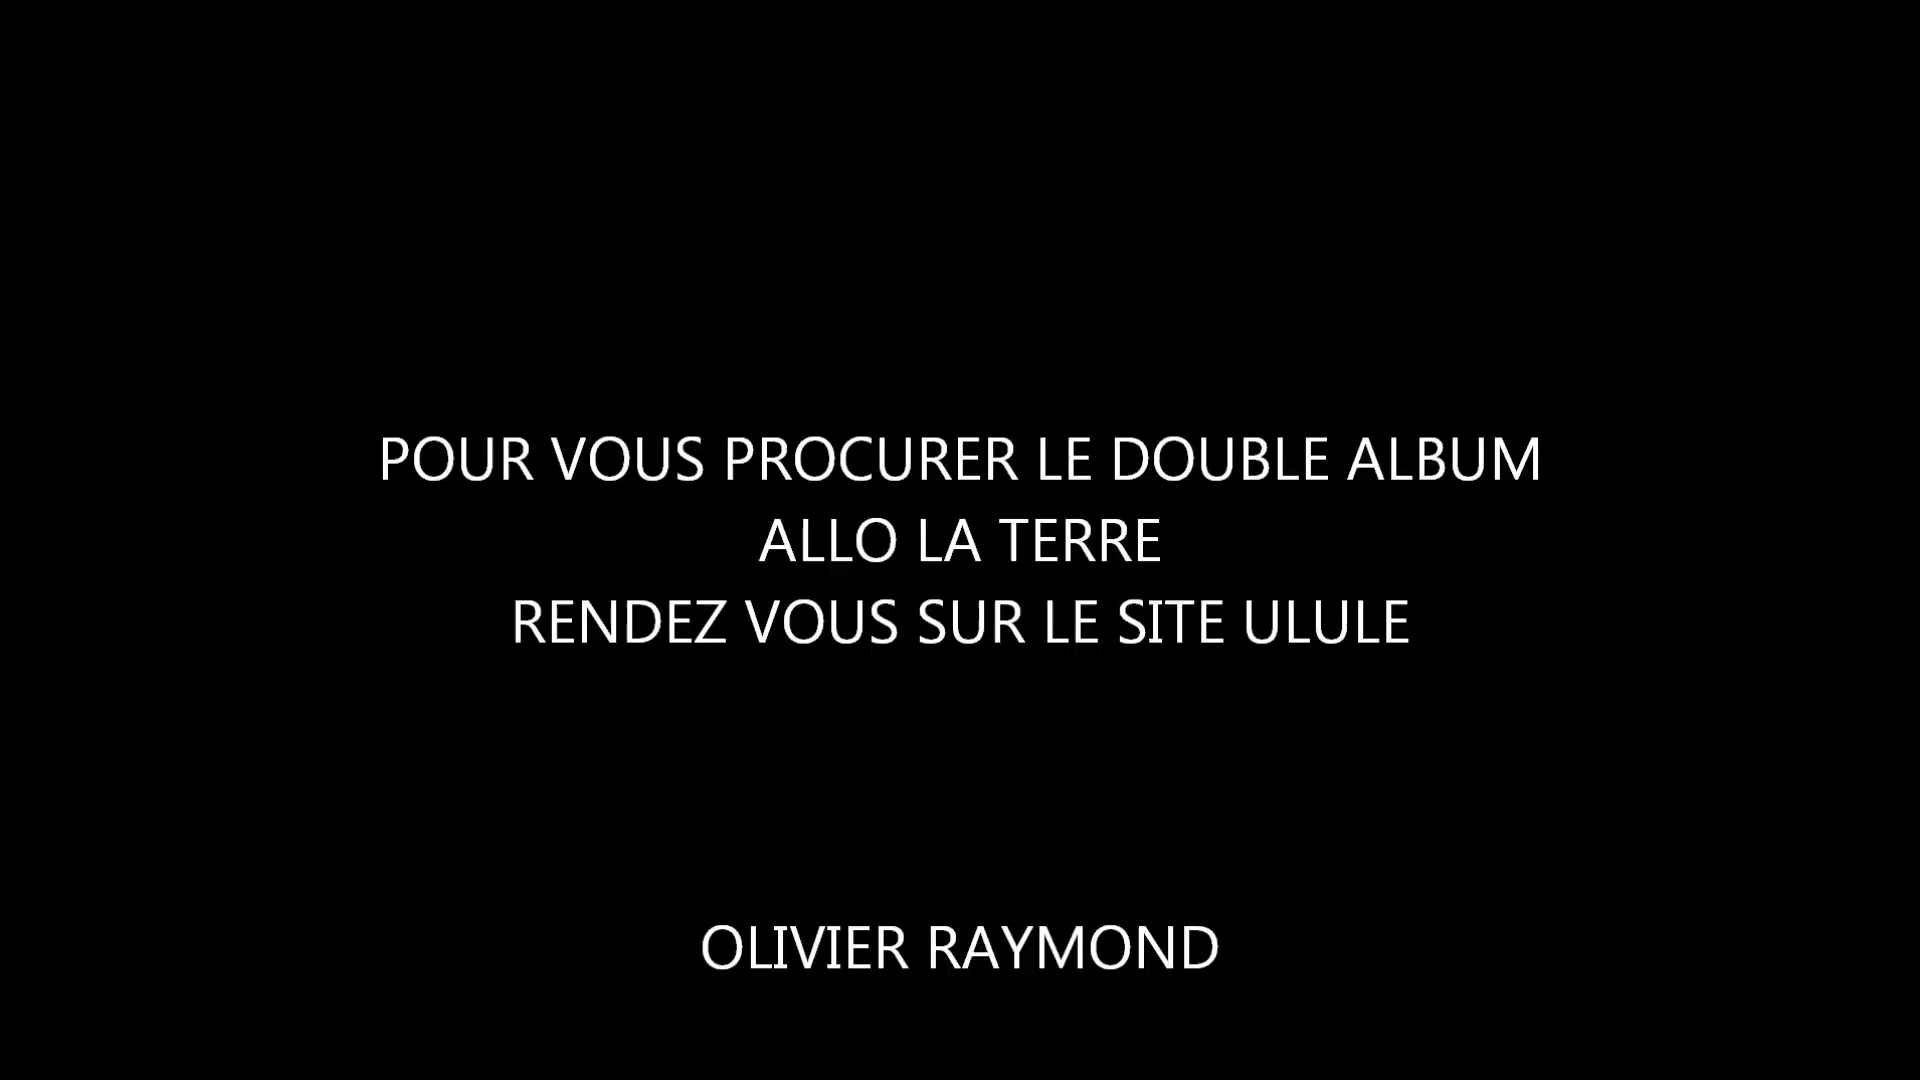 POUR VOUS PROCURER LE DOUBLE ALBUM
ALLO LA TERRE
RENDEZ VOUS SUR LE SITE ULULE
OLIVIER RAYMOND